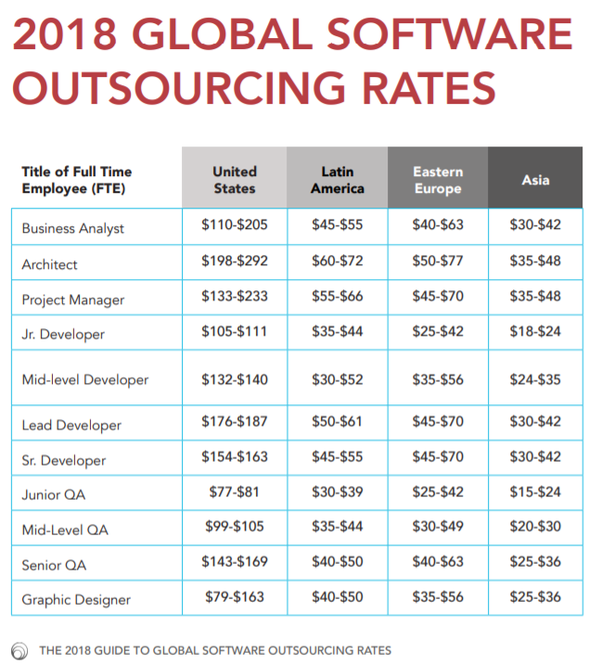 2018 GLOBAL SOFTWARE
OUTSOURCING RATES
Title of Full Time
Employee (FTE)
United
States
Latin
America
Eastern
Europe
Asia
Business Analyst $110-$205 $45-$55 $40-$63 $30-$42
Architect $198-$292 $60-$72 $50-$77 $35-$48
Project Manager $133-$233 $55-$66 $45-$70 $35-$48
Jr. Developer $105-$111 $35-$44 $25-$42 $18-$24
Mid-level Developer $132-$140 $30-$52 $35-$56 $24-$35
Lead Developer $176-$187 $50-$61 $45-$70 $30-$42
Sr. Developer $154-$163 $45-$55 $45-$70 $30-$42
Junior QA $77-$81 $30-$39 $25-$42 $15-$24
Mid-Level QA $99-$105 $35-$44 $30-$49 $20-$30
Senior QA $143-$169 $40-$50 $40-$63 $25-$36
Graphic Designer $79-$163 $40-$50 $35-$56 $25-$36
THE 2018 GUIDE TO GLOBAL SOFTWARE OUTSOURCING RATES